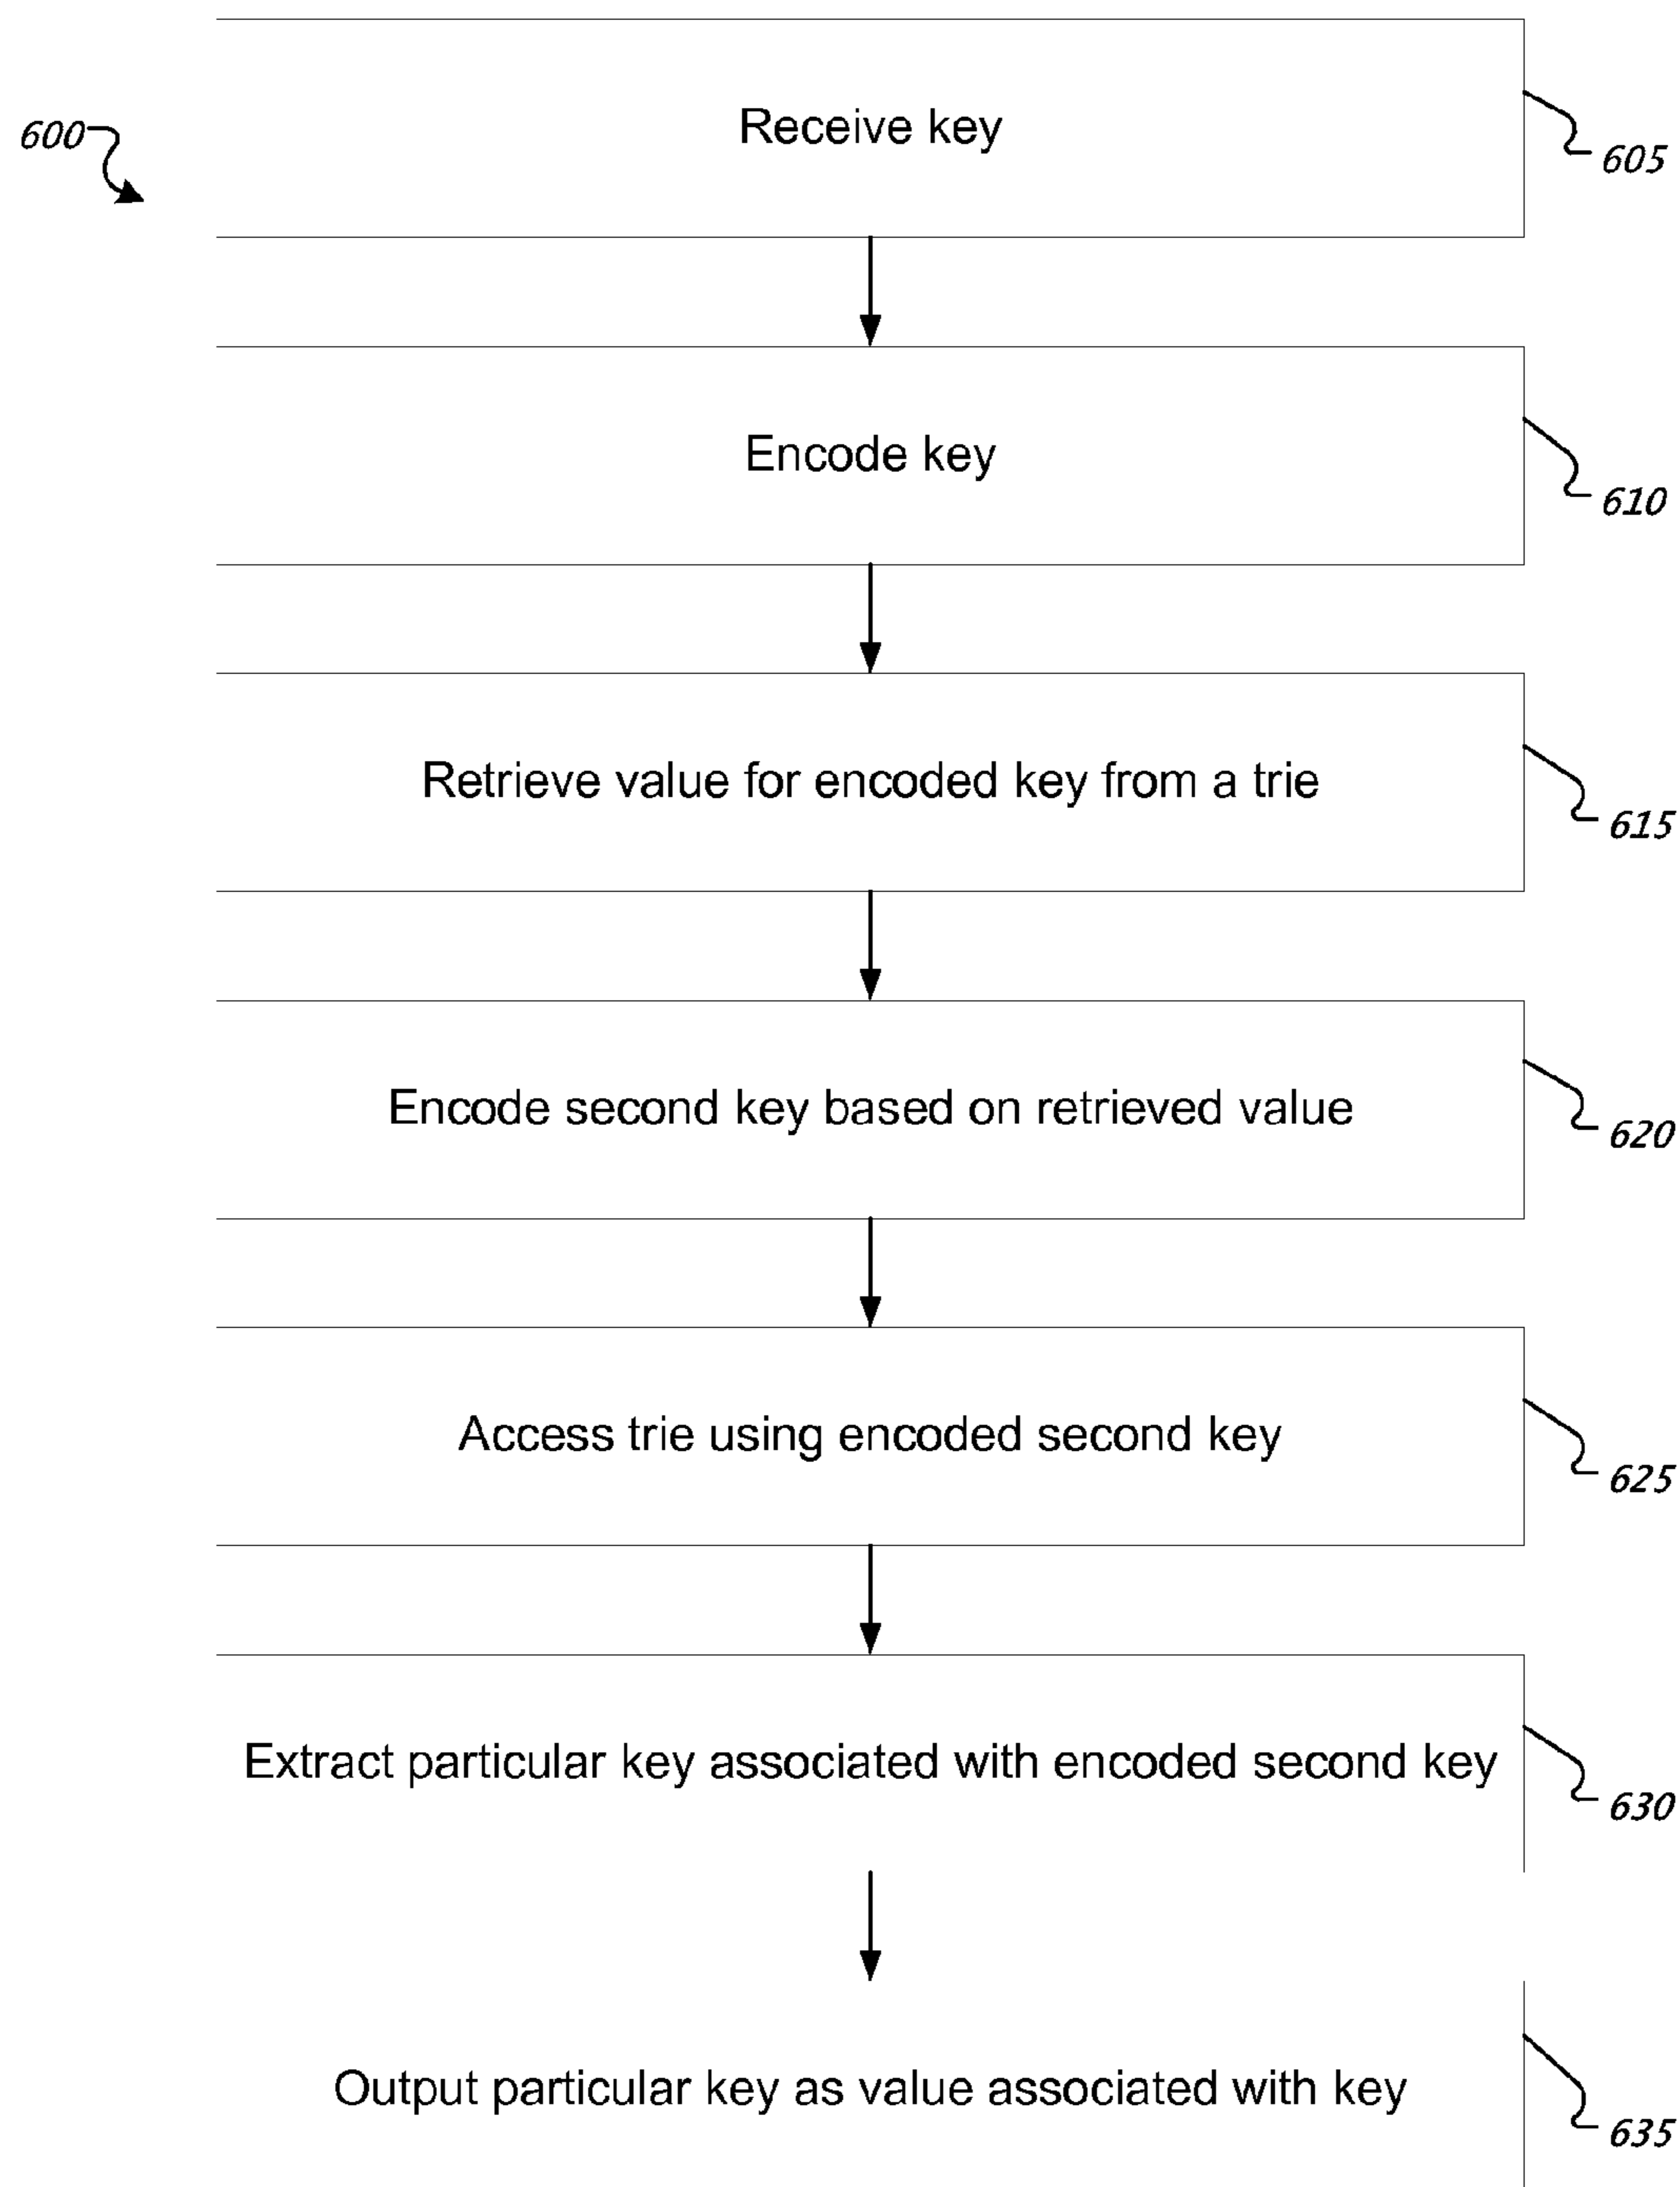 600
Receive key
605
Encode key
610
Retrieve value for encoded key from a trie
615
Encode second key based on retrieved value
620
Access trie using encoded second key
625
Extract particular key associated with encoded second key
630
Output particular key as value associated with key
635